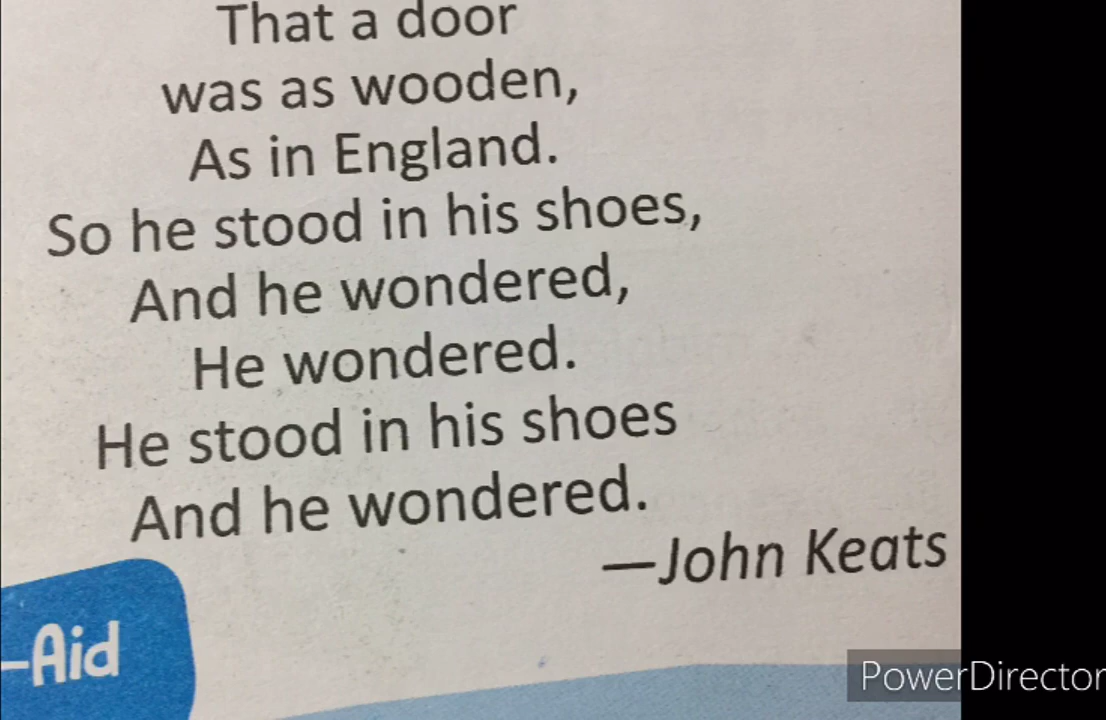 That a door
was as wooden,
As in England.
So he stood in his shoes,
And he wondered,
He wondered.
He stood in his shoes
And he wondered.
—John Keats
–Aid
PowerDirector